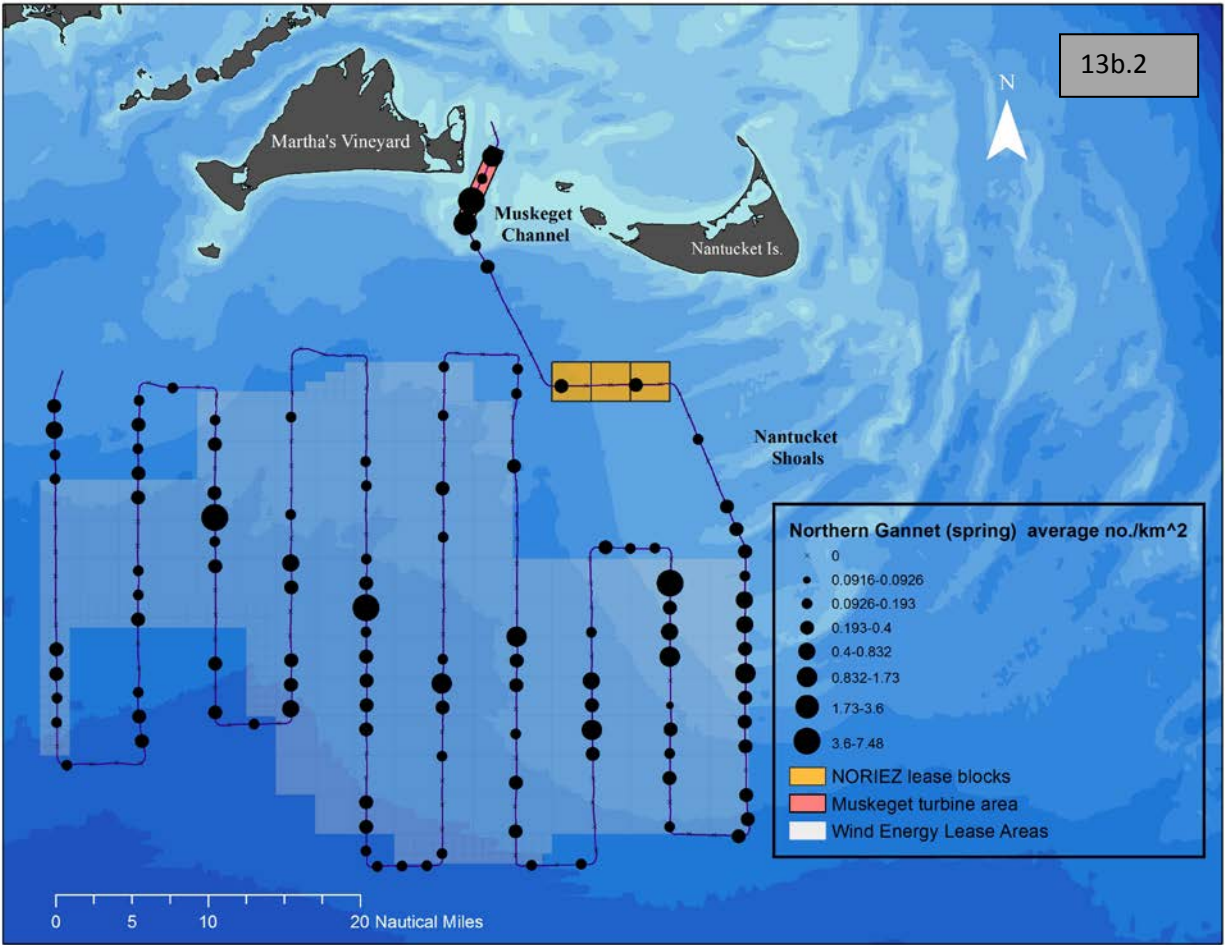 13b.2
N
Martha's Vineyard
Muskeget
Channel
Nantucket Is.
Nantucket
Shoals
Northern Gannet (spring) average no./km^2
0
0.0916-0.0926
0.0926-0.193
0.193-0.4
0.4-0.832
0.832-1.73
1.73-3.6
3.6-7.48
NORIEZ lease blocks
Muskeget turbine area
Wind Energy Lease Areas
0 5 10 20 Nautical Miles